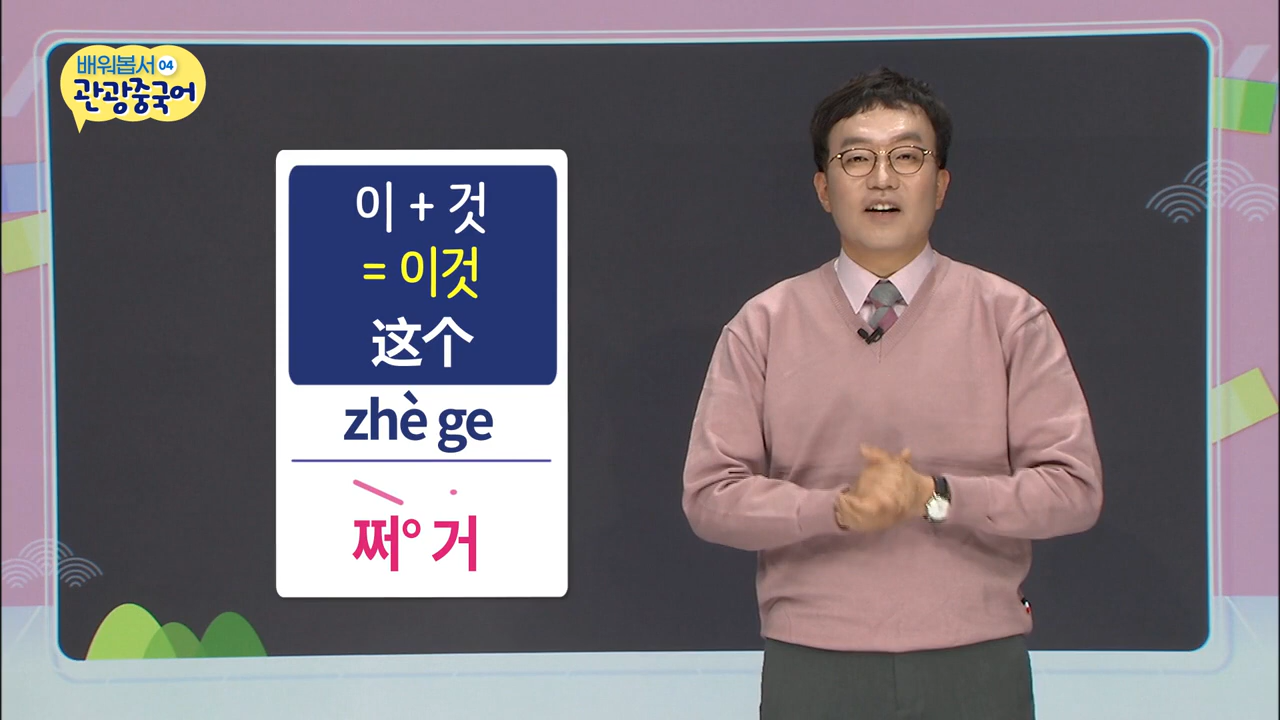 배워봅서 04
관광중국어
이 + 것
= 이것
这个
zhè ge
쩌° 거